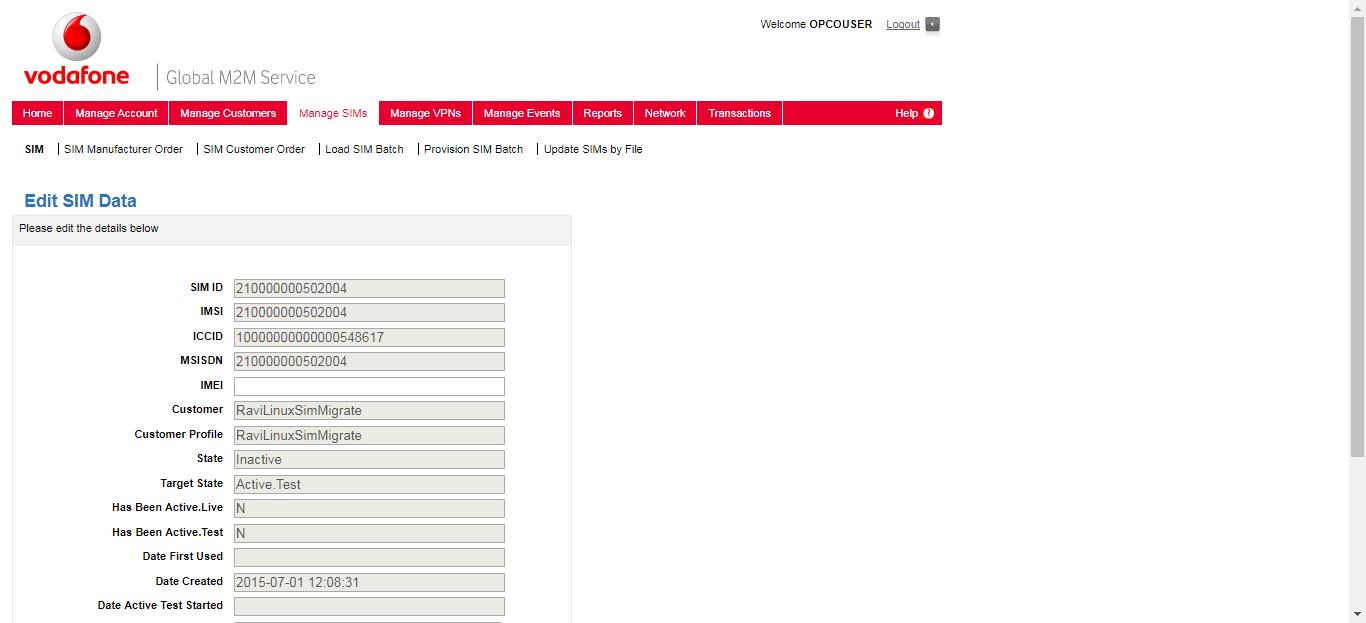 Welcome OPCOUSER Logout
vodafone Global M2M Service
Home Manage Account Manage Customers Manage SIMs Manage VPNs Manage Events Reports Network Transactions Help ?
SIM SIM Manufacturer Order SIM Customer Order Load SIM Batch Provision SIM Batch Update SIMs by File
Edit SIM Data
Please edit the details below
SIM ID 210000000502004
IMSI 210000000502004
ICCID 10000000000000548617
MSISDN 210000000502004
IMEI
Customer RaviLinuxSimMigrate
Customer Profile RaviLinuxSimMigrate
State Inactive
Target State Active.Test
Has Been Active.Live N
Has Been Active.Test N
Date First Used
Date Created 2015-07-01 12:08:31
Date Active Test Started